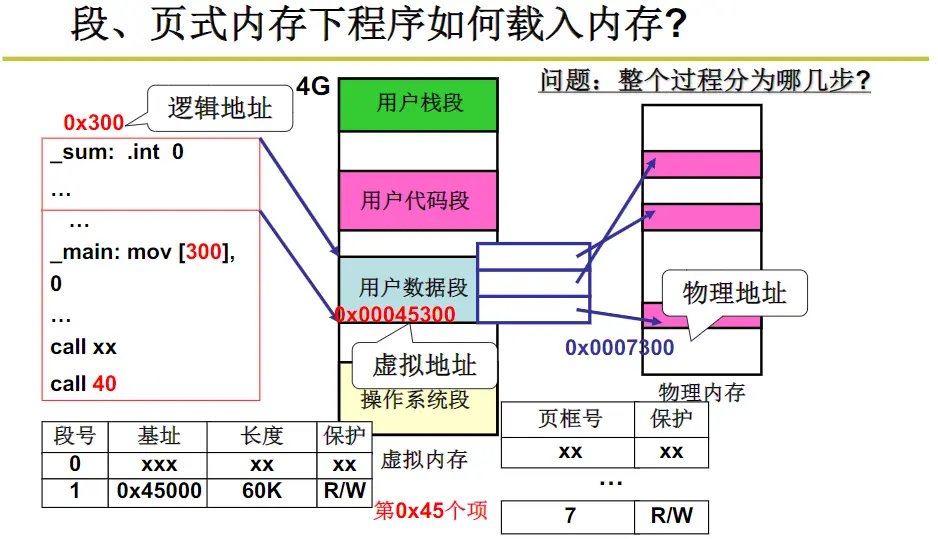 段、页式内存下程序如何载入内存?
问题：整个过程分为哪几步?
4G
0x300
逻辑地址
_sum: .int 0
…
…
_main: mov [300],
0
…
call xx
call 40
用户栈段
用户代码段
用户数据段
0x00045300
虚拟地址
操作系统段
虚拟内存
物理地址
0x0007300
物理内存
段号 基址 长度 保护
0 xxx xx xx
1 0x45000 60K R/W
页框号 保护
xx xx
…
第0x45个项
7 R/W